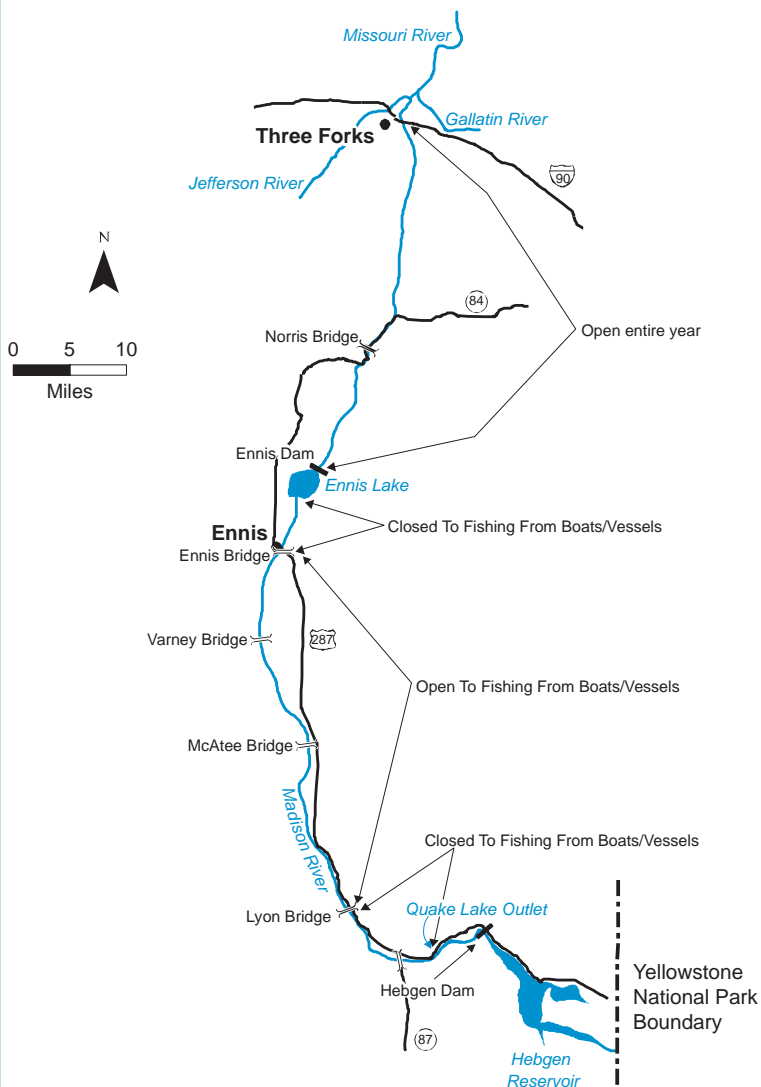 Missouri River
Gallatin River
Three Forks
Jefferson River
90
N
84
0 5 10
Miles
Norris Bridge
Open entire year
Ennis Dam
Ennis Lake
Closed To Fishing From Boats/Vessels
Ennis
Ennis Bridge
Varney Bridge
287
Open To Fishing From Boats/Vessels
McAtee Bridge
Madison River
Closed To Fishing From Boats/Vessels
Lyon Bridge
Quake Lake Outlet
Hebgen Dam
Yellowstone
National Park
Boundary
87
Hebgen
Reservoir